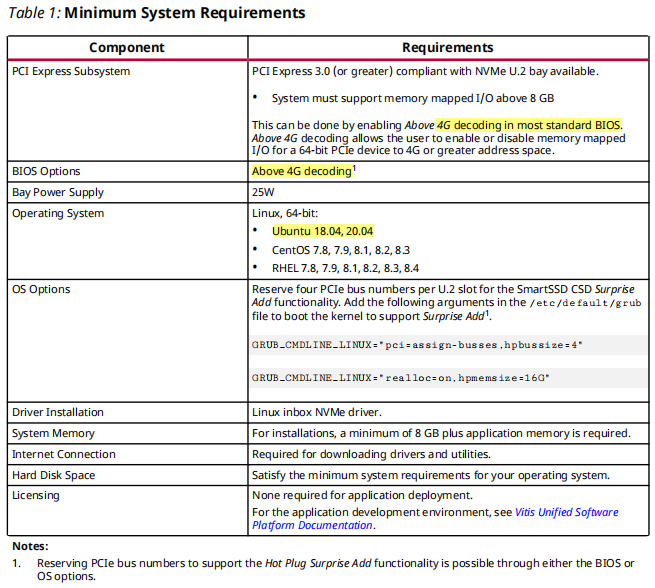 Table 1: Minimum System Requirements
Component Requirements
PCI Express Subsystem PCI Express 3.0 (or greater) compliant with NVMe U.2 bay available.
• System must support memory mapped I/O above 8 GB
This can be done by enabling Above 4G decoding in most standard BIOS.
Above 4G decoding allows the user to enable or disable memory mapped
I/O for a 64-bit PCIe device to 4G or greater address space.
BIOS Options Above 4G decoding1
Bay Power Supply 25W
Operating System Linux, 64-bit:
• Ubuntu 18.04, 20.04
• CentOS 7.8, 7.9, 8.1, 8.2, 8.3
• RHEL 7.8, 7.9, 8.1, 8.2, 8.3, 8.4
OS Options Reserve four PCIe bus numbers per U.2 slot for the SmartSSD CSD Surprise
Add functionality. Add the following arguments in the /etc/default/grub
file to boot the kernel to support Surprise Add1.
GRUB_CMDLINE_LINUX="pci=assign-busses,hpbussize=4"
GRUB_CMDLINE_LINUX="realloc=on,hpmemsize=16G"
Driver Installation Linux inbox NVMe driver.
System Memory For installations, a minimum of 8 GB plus application memory is required.
Internet Connection Required for downloading drivers and utilities.
Hard Disk Space Satisfy the minimum system requirements for your operating system.
Licensing None required for application deployment.
For the application development environment, see Vitis Unified Software
Platform Documentation.
Notes:
1. Reserving PCIe bus numbers to support the Hot Plug Surprise Add functionality is possible through either the BIOS or
OS options.